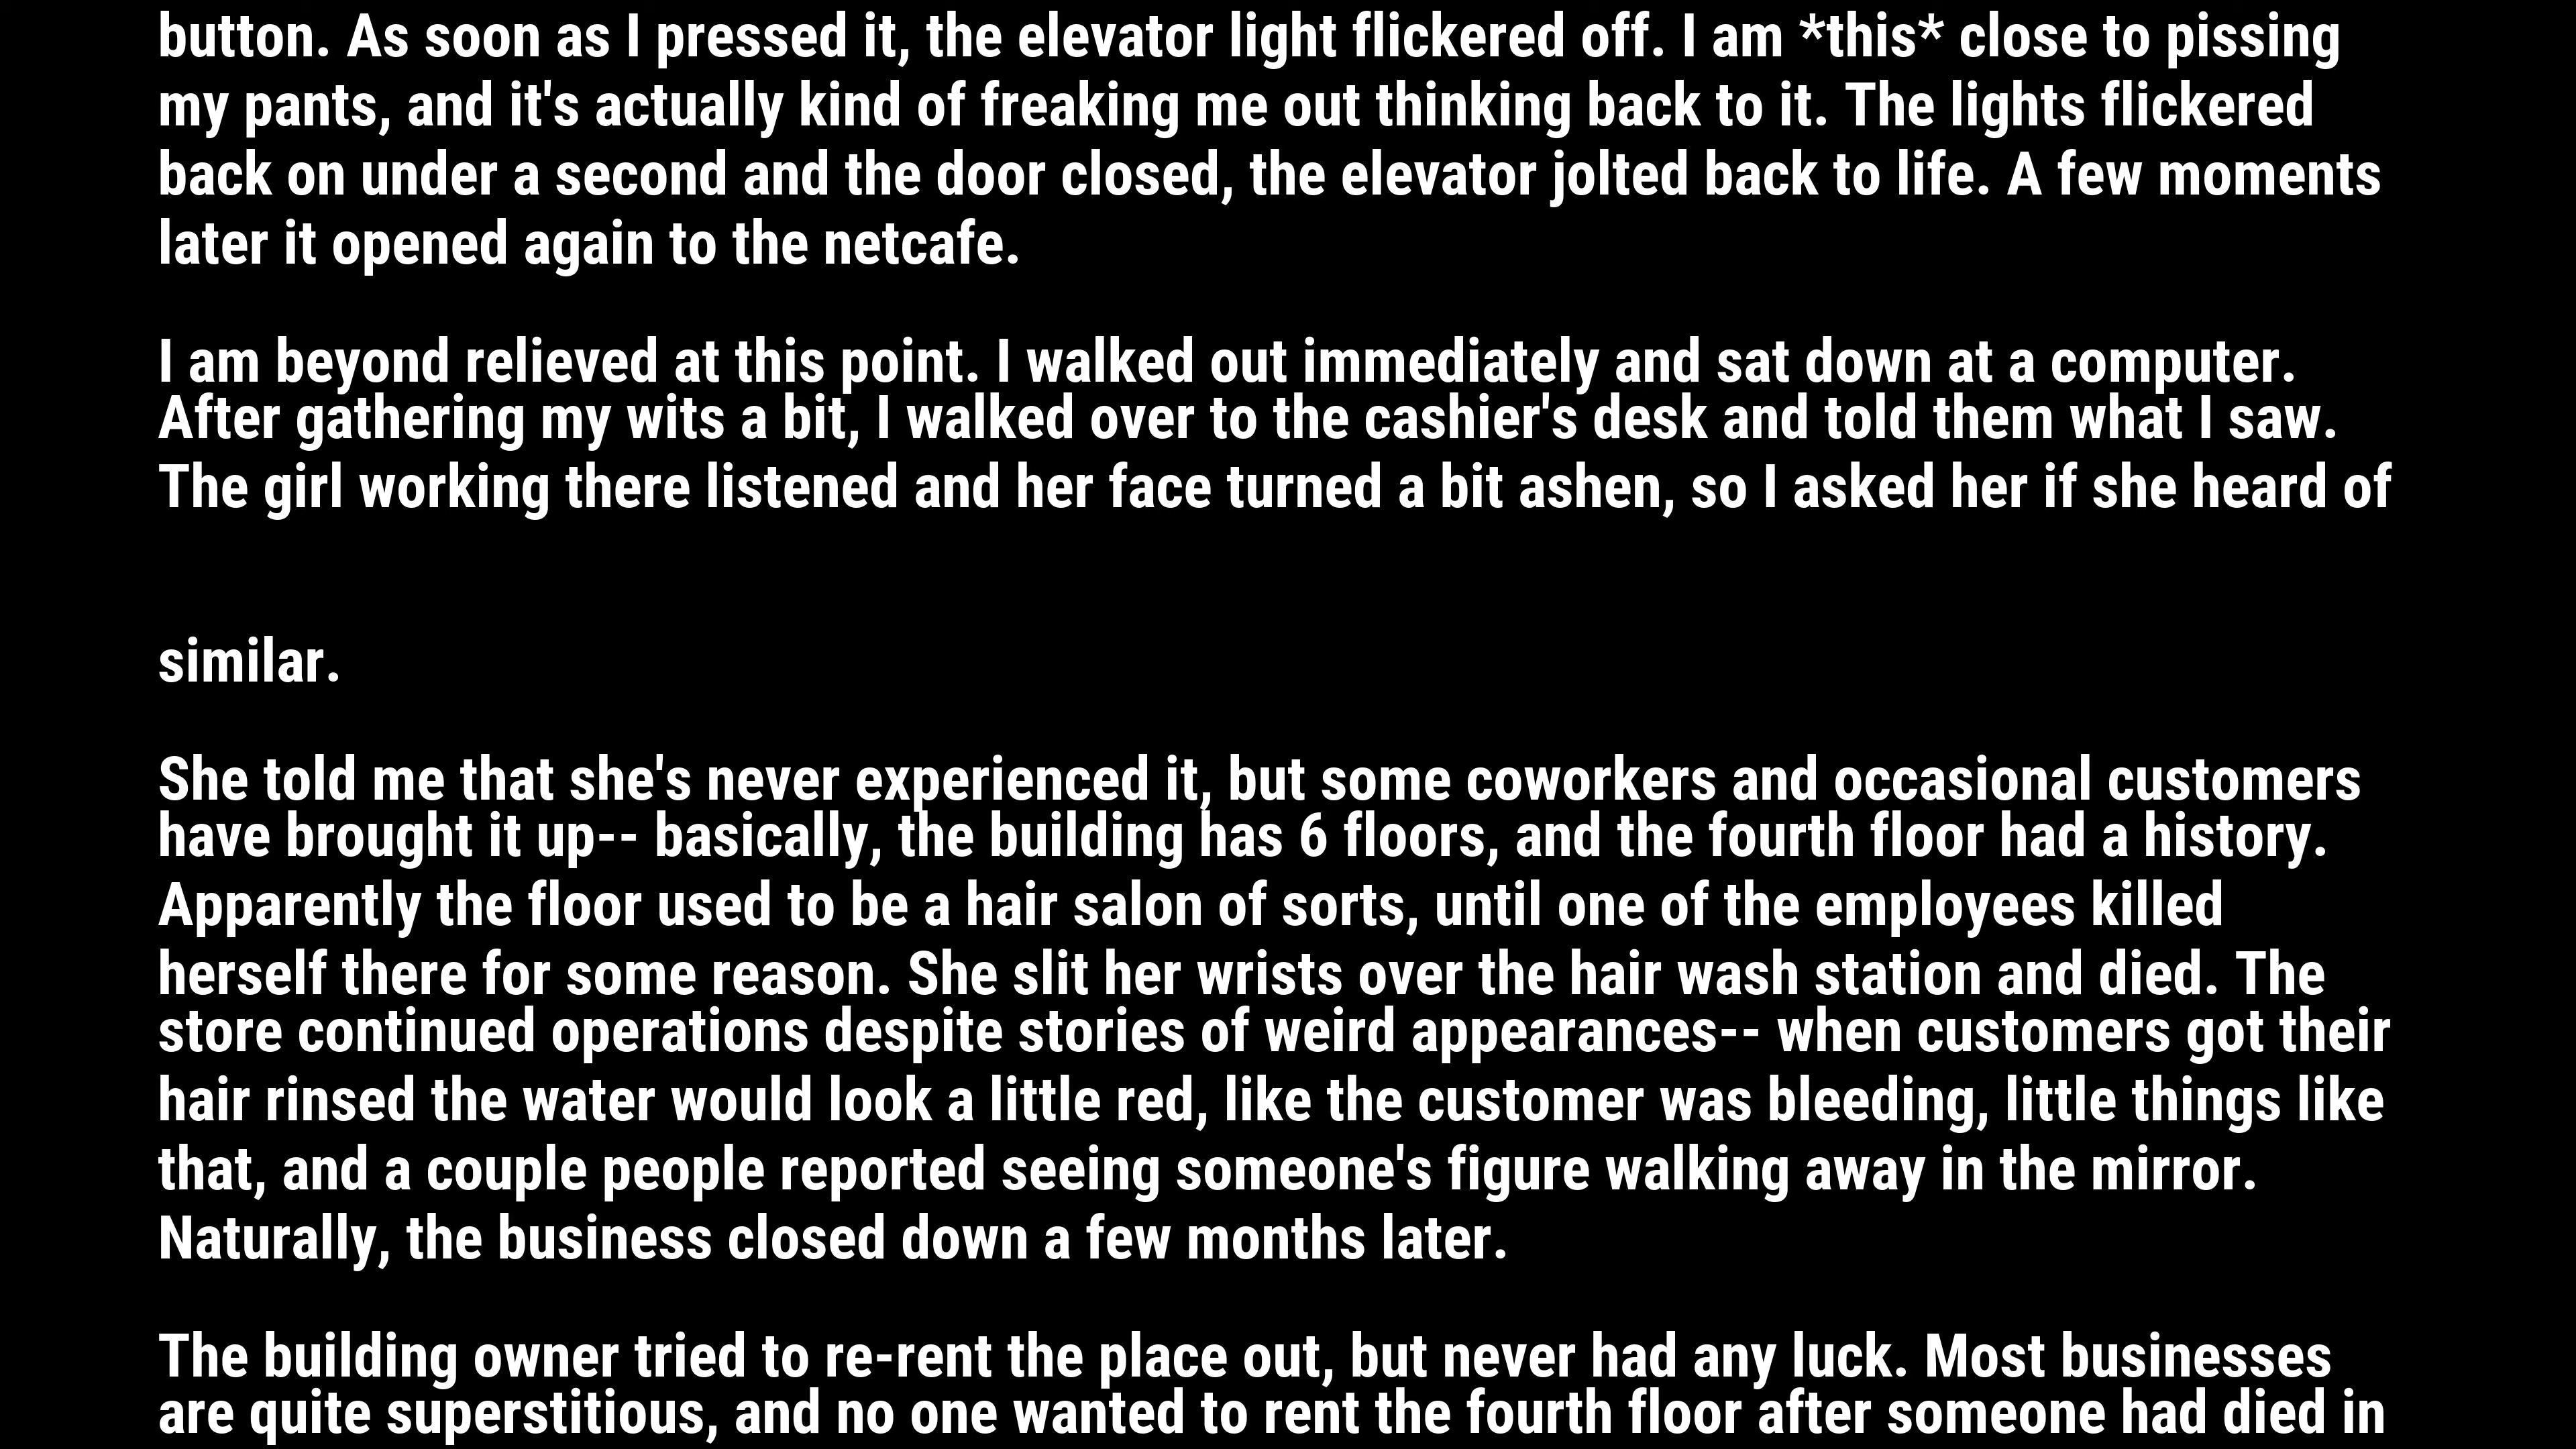 button. As soon as I pressed it, the elevator light flickered off. I am *this* close to pissing
my pants, and it's actually kind of freaking me out thinking back to it. The lights flickered
back on under a second and the door closed, the elevator jolted back to life. A few moments
later it opened again to the netcafe.
I am beyond relieved at this point. I walked out immediately and sat down at a computer.
After gathering my wits a bit, I walked over to the cashier's desk and told them what I saw.
The girl working there listened and her face turned a bit ashen, so I asked her if she heard of
similar.
She told me that she's never experienced it, but some coworkers and occasional customers
have brought it up-- basically, the building has 6 floors, and the fourth floor had a history.
Apparently the floor used to be a hair salon of sorts, until one of the employees killed
herself there for some reason. She slit her wrists over the hair wash station and died. The
store continued operations despite stories of weird appearances-- when customers got their
hair rinsed the water would look a little red, like the customer was bleeding, little things like
that, and a couple people reported seeing someone's figure walking away in the mirror.
Naturally, the business closed down a few months later.
The building owner tried to re-rent the place out, but never had any luck. Most businesses
are quite superstitious, and no one wanted to rent the fourth floor after someone had died in